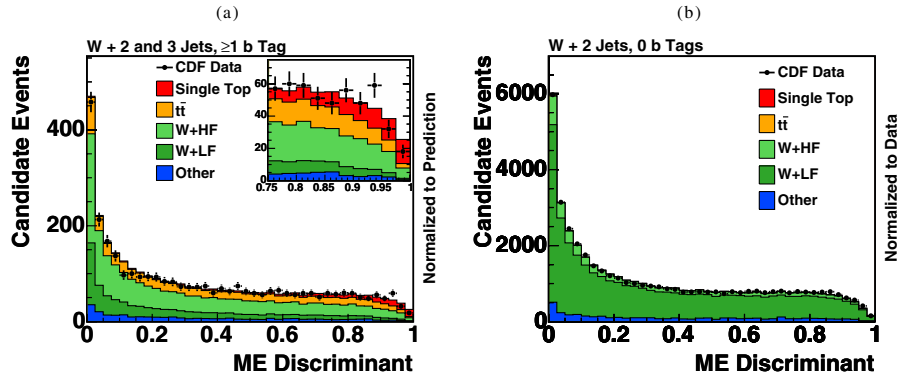 (a)
W + 2 and 3 Jets, ≥1 b Tag
Candidate Events
400
200
0
CDF Data
Single Top
tt̄
W+HF
W+LF
Other
60
40
20
0
0.75 0.8 0.85 0.9 0.95 1
0 0.2 0.4 0.6 0.8 1
ME Discriminant
Normalized to Prediction
(b)
W + 2 Jets, 0 b Tags
Candidate Events
6000
4000
2000
0
CDF Data
Single Top
tt̄
W+HF
W+LF
Other
0 0.2 0.4 0.6 0.8 1
ME Discriminant
Normalized to Data